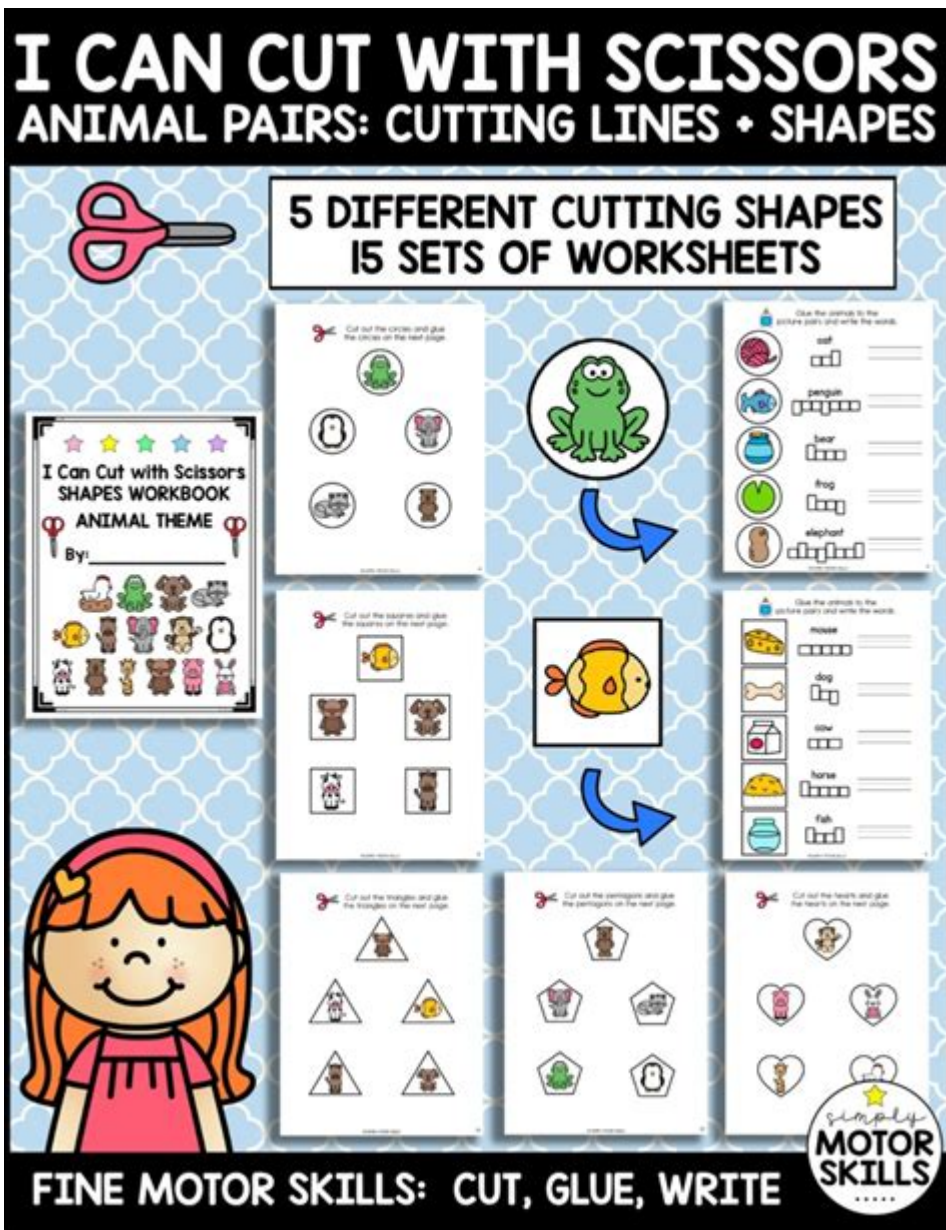 I CAN CUT WITH SCISSORS
ANIMAL PAIRS: CUTTING LINES + SHAPES
5 DIFFERENT CUTTING SHAPES
15 SETS OF WORKSHEETS
I Can Cut with Scissors
SHAPES WORKBOOK
ANIMAL THEME
By:
Cut out the circles and glue
the circles on the next page.
Glue the animals to the
picture pairs and write the words.
cat
penguin
bear
frog
elephant
Cut out the squares and glue
the squares on the next page.
Glue the animals to the
picture pairs and write the words.
mouse
dog
cow
horse
fish
Cut out the triangles and glue
the triangles on the next page.
Cut out the pentagons and glue
the pentagons on the next page.
Cut out the hearts and glue
the hearts on the next page.
simply
MOTOR
SKILLS
FINE MOTOR SKILLS: CUT, GLUE, WRITE